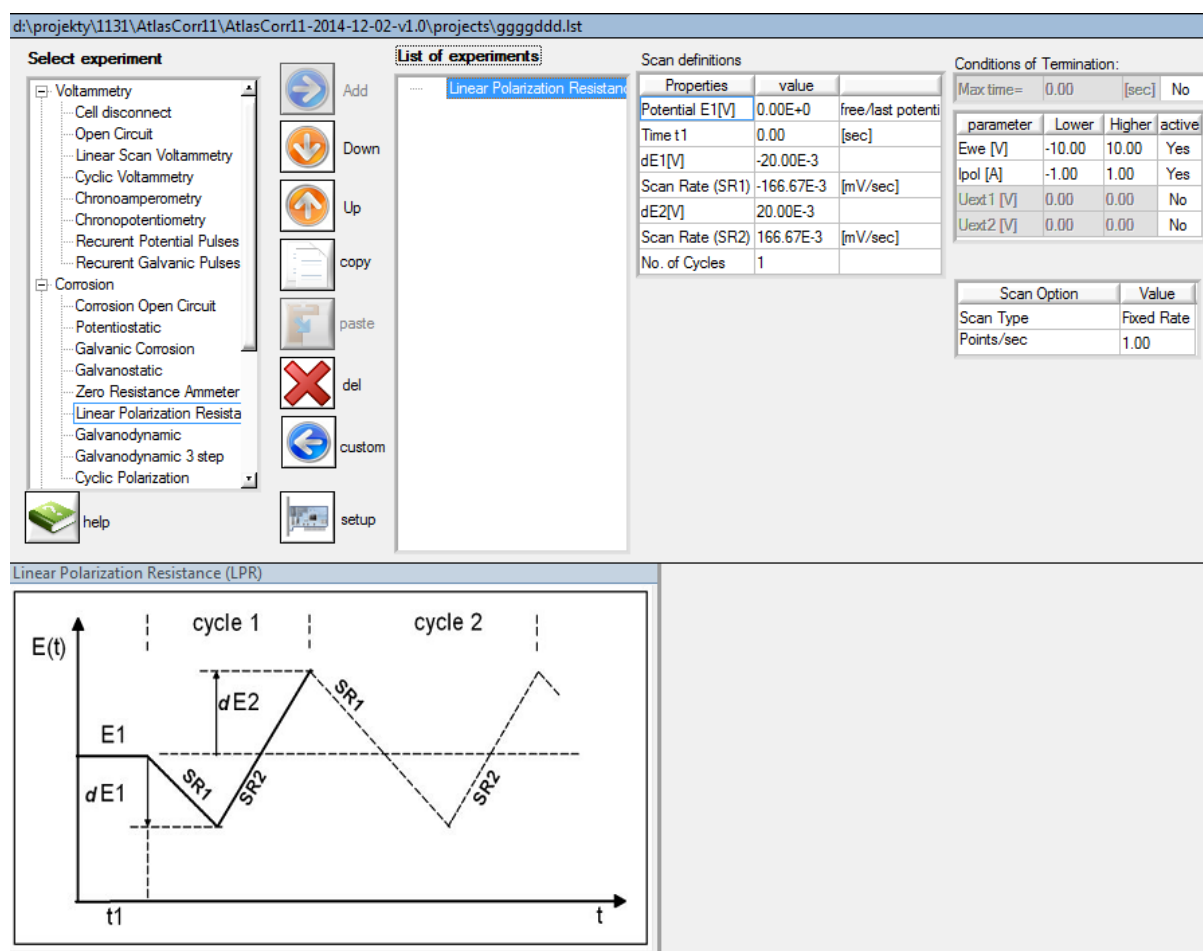 d:\projekty\1131\AtlasCorr11\AtlasCorr11-2014-12-02-v1.0\projects\ggggddd.lst
Select experiment
Voltammetry
Cell disconnect
Open Circuit
Linear Scan Voltammetry
Cyclic Voltammetry
Chronoamperometry
Chronopotentiometry
Recurent Potential Pulses
Recurent Galvanic Pulses
Corrosion
Corrosion Open Circuit
Potentiostatic
Galvanic Corrosion
Galvanostatic
Zero Resistance Ammeter
Linear Polarization Resista
Galvanodynamic
Galvanodynamic 3 step
Cyclic Polarization
help
Add
Down
Up
copy
paste
del
custom
setup
List of experiments
Linear Polarization Resistanc
Scan definitions
Properties value
Potential E1[V] 0.00E+0 free/last potenti
Time t1 0.00 [sec]
dE1[V] -20.00E-3
Scan Rate (SR1) -166.67E-3 [mV/sec]
dE2[V] 20.00E-3
Scan Rate (SR2) 166.67E-3 [mV/sec]
No. of Cycles 1
Conditions of Termination:
Max time= 0.00 [sec] No
parameter Lower Higher active
Ewe [V] -10.00 10.00 Yes
Ipol [A] -1.00 1.00 Yes
Uext1 [V] 0.00 0.00 No
Uext2 [V] 0.00 0.00 No
Scan Option Value
Scan Type Fixed Rate
Points/sec 1.00
Linear Polarization Resistance (LPR)
cycle 1 cycle 2
E(t)
dE2 SR1
E1
dE1 SR1 SR2 SR2
t1 t